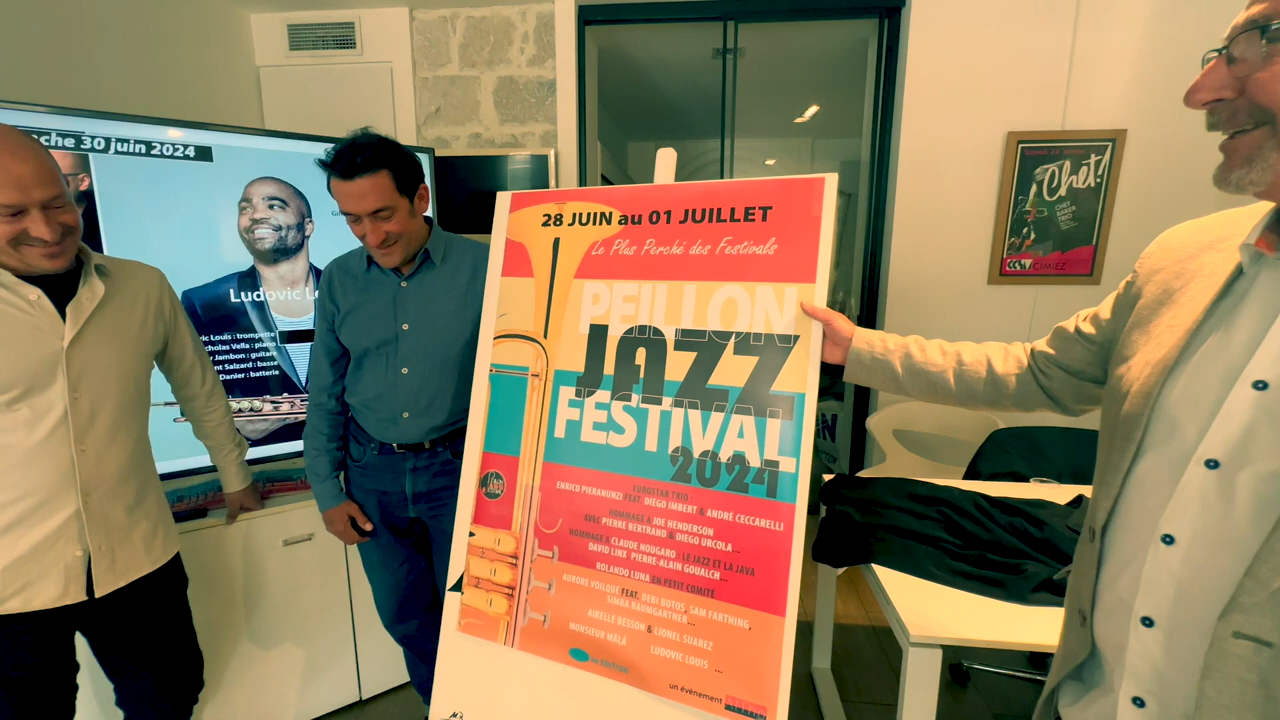 che 30 juin 2024
Ludovic L
ic Louis : trompette
cholas Vella : piano
y Jambon : guitare
nt Salzard : basse
Danier : batterie
28 JUIN au 01 JUILLET
Le Plus Perché des Festivals
PEILLON
JAZZ
FESTIVAL
2024
EUROSTAR TRIO :
ENRICO PIERANUNZI FEAT. DIEGO IMBERT & ANDRÉ CECCARELLI
HOMMAGE À JOE HENDERSON
AVEC PIERRE BERTRAND & DIEGO URCOLA...
HOMMAGE À CLAUDE NOUGARO : LE JAZZ ET LA JAVA
DAVID LINX PIERRE-ALAIN GOUALCH...
ROLANDO LUNA EN PETIT COMITÉ
AURORE VOILQUÉ FEAT. DEBI BOTOS, SAM FARTHING,
SIMBA BAUMGARTNER...
AIRELLE BESSON & LIONEL SUAREZ
MONSIEUR MÂLÂ
LUDOVIC LOUIS ...
EDITION
un événement
Chet!
CHET
BAKER
TRIO
CIMIEZ